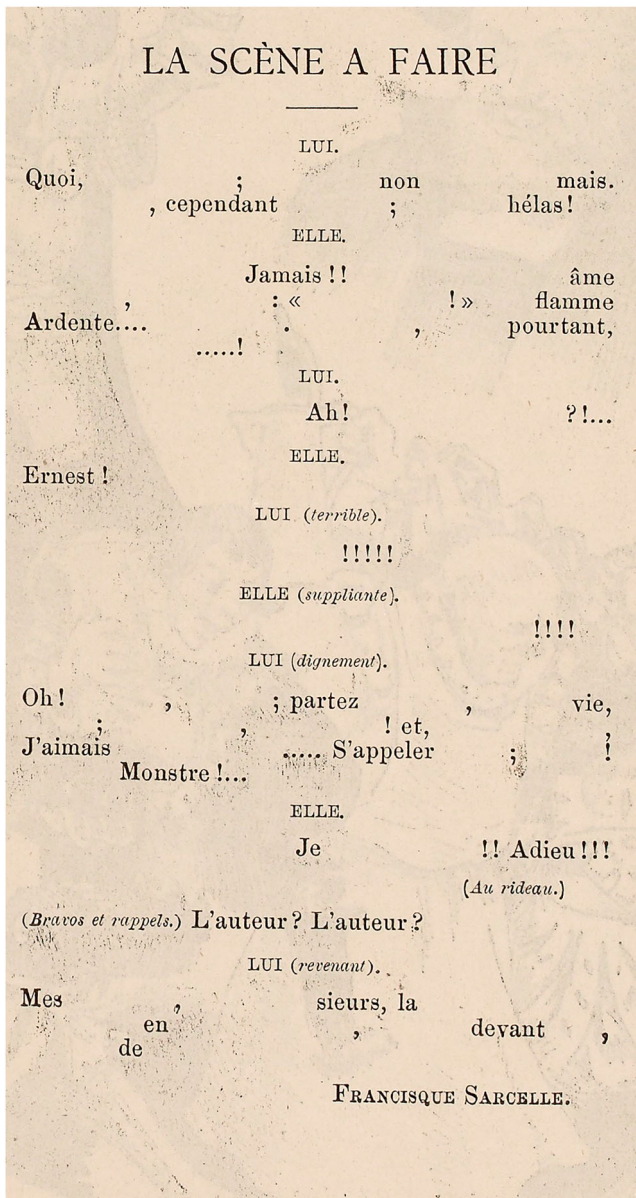 LA SCÈNE A FAIRE
LUI.
Quoi, ; non mais.
, cependant ; hélas!
ELLE.
Jamais!! âme
, : « !» flamme
Ardente.... . , pourtant,
.....!
LUI.
Ah! ?!...
ELLE.
Ernest!
LUI (terrible).
!!!!!
ELLE (suppliante).
!!!!
LUI (dignement).
Oh! , ; partez , vie,
; , ! et, ,
J'aimais ..... S'appeler ; !
Monstre!...
ELLE.
Je !! Adieu!!!
(Au rideau.)
(Bravos et rappels.) L'auteur? L'auteur?
LUI (revenant).
Mes , sieurs, la
en , devant ,
de
FRANCISQUE SARCELLE.